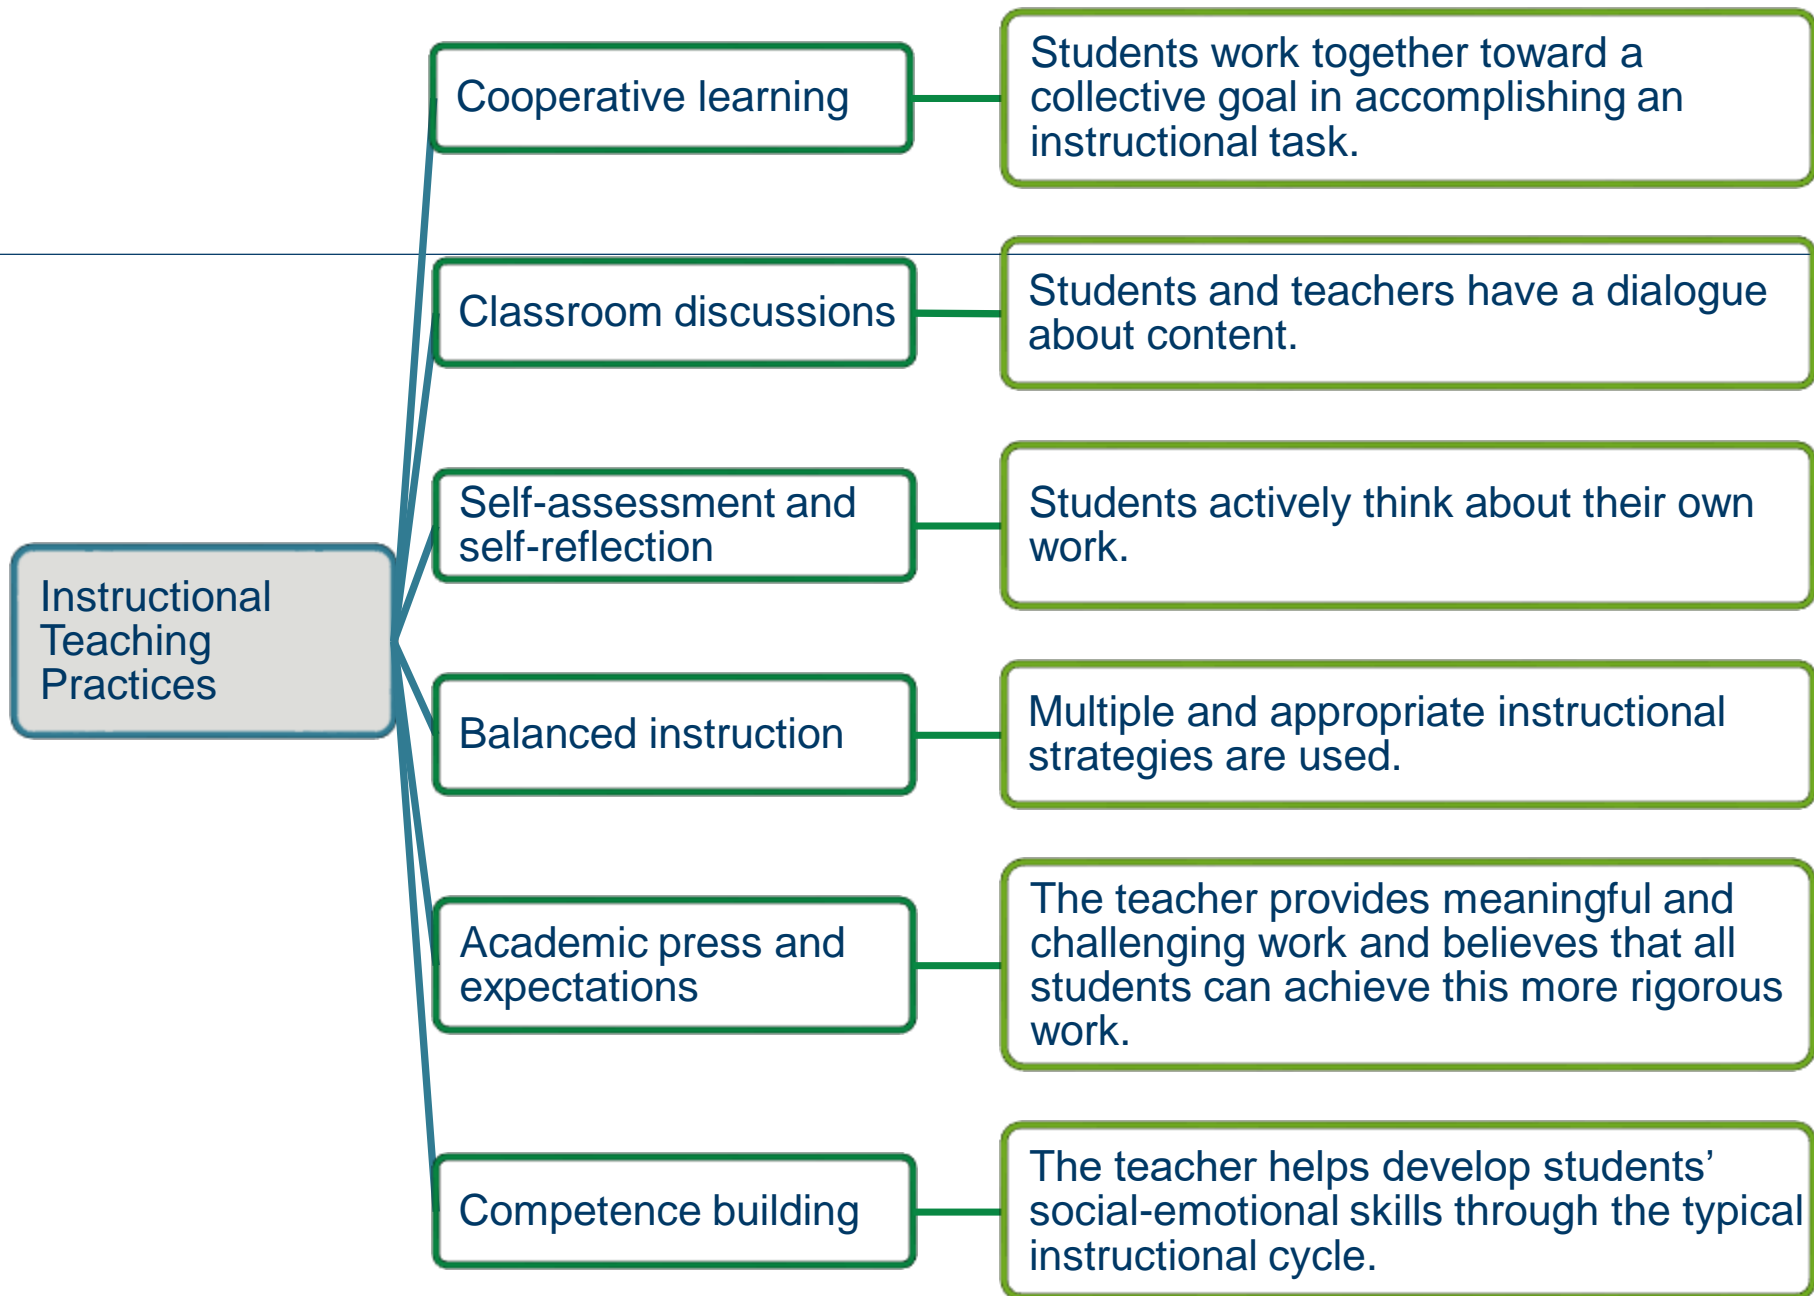 Cooperative learning
Students work together toward a
collective goal in accomplishing an
instructional task.
Classroom discussions
Students and teachers have a dialogue
about content.
Self-assessment and
self-reflection
Students actively think about their own
work.
Instructional
Teaching
Practices
Balanced instruction
Multiple and appropriate instructional
strategies are used.
Academic press and
expectations
The teacher provides meaningful and
challenging work and believes that all
students can achieve this more rigorous
work.
Competence building
The teacher helps develop students’
social-emotional skills through the typical
instructional cycle.